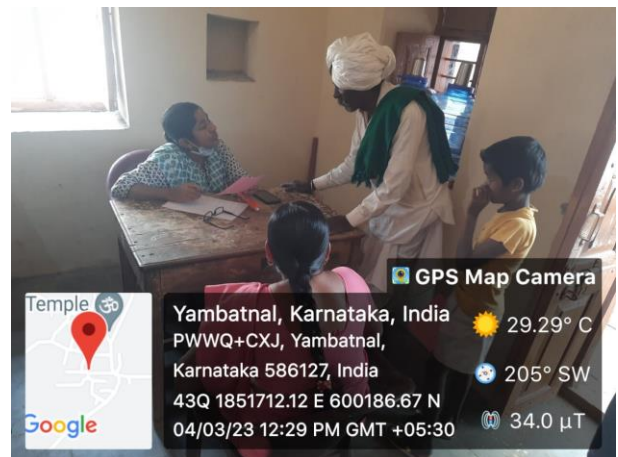 GPS Map Camera
Temple ॐ
Google
Yambatnal, Karnataka, India
PWWQ+CXJ, Yambatnal,
Karnataka 586127, India
43Q 1851712.12 E 600186.67 N
04/03/23 12:29 PM GMT +05:30
29.29° C
205° SW
34.0 µT